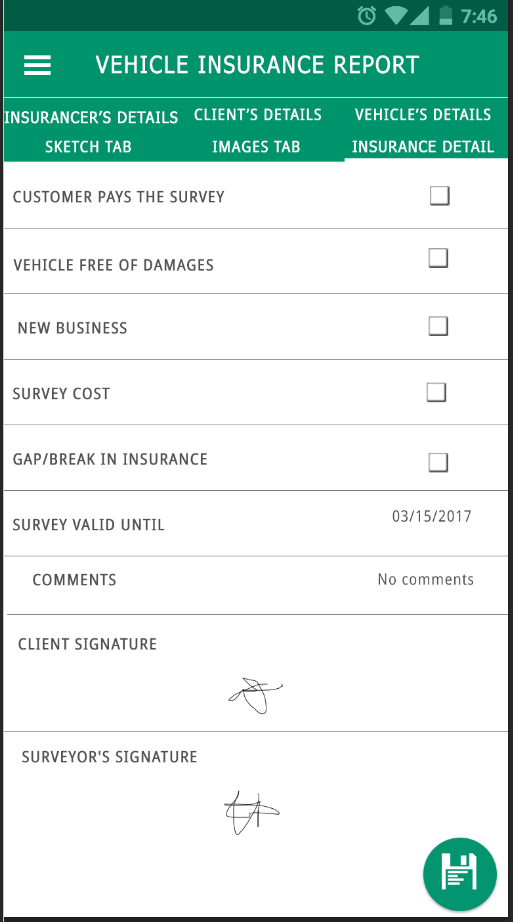 7:46
VEHICLE INSURANCE REPORT
INSURANCER'S DETAILS CLIENT'S DETAILS VEHICLE'S DETAILS
SKETCH TAB IMAGES TAB INSURANCE DETAIL
CUSTOMER PAYS THE SURVEY
VEHICLE FREE OF DAMAGES
NEW BUSINESS
SURVEY COST
GAP/BREAK IN INSURANCE
SURVEY VALID UNTIL 03/15/2017
COMMENTS No comments
CLIENT SIGNATURE
SURVEYOR'S SIGNATURE